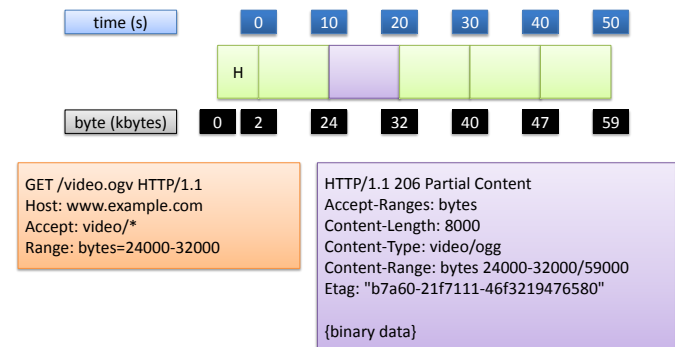 time (s) 0 10 20 30 40 50
H
byte (kbytes) 0 2 24 32 40 47 59
GET /video.ogv HTTP/1.1
Host: www.example.com
Accept: video/*
Range: bytes=24000-32000
HTTP/1.1 206 Partial Content
Accept-Ranges: bytes
Content-Length: 8000
Content-Type: video/ogg
Content-Range: bytes 24000-32000/59000
Etag: "b7a60-21f7111-46f3219476580"
{binary data}